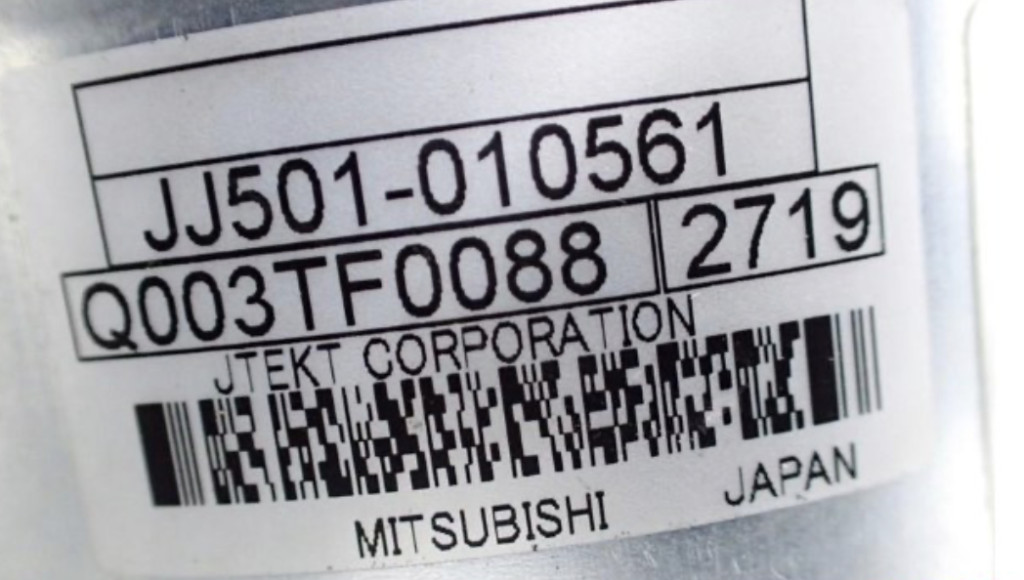 JJ501-010561
Q003TF0088 2719
JTEKT CORPORATION
MITSUBISHI JAPAN